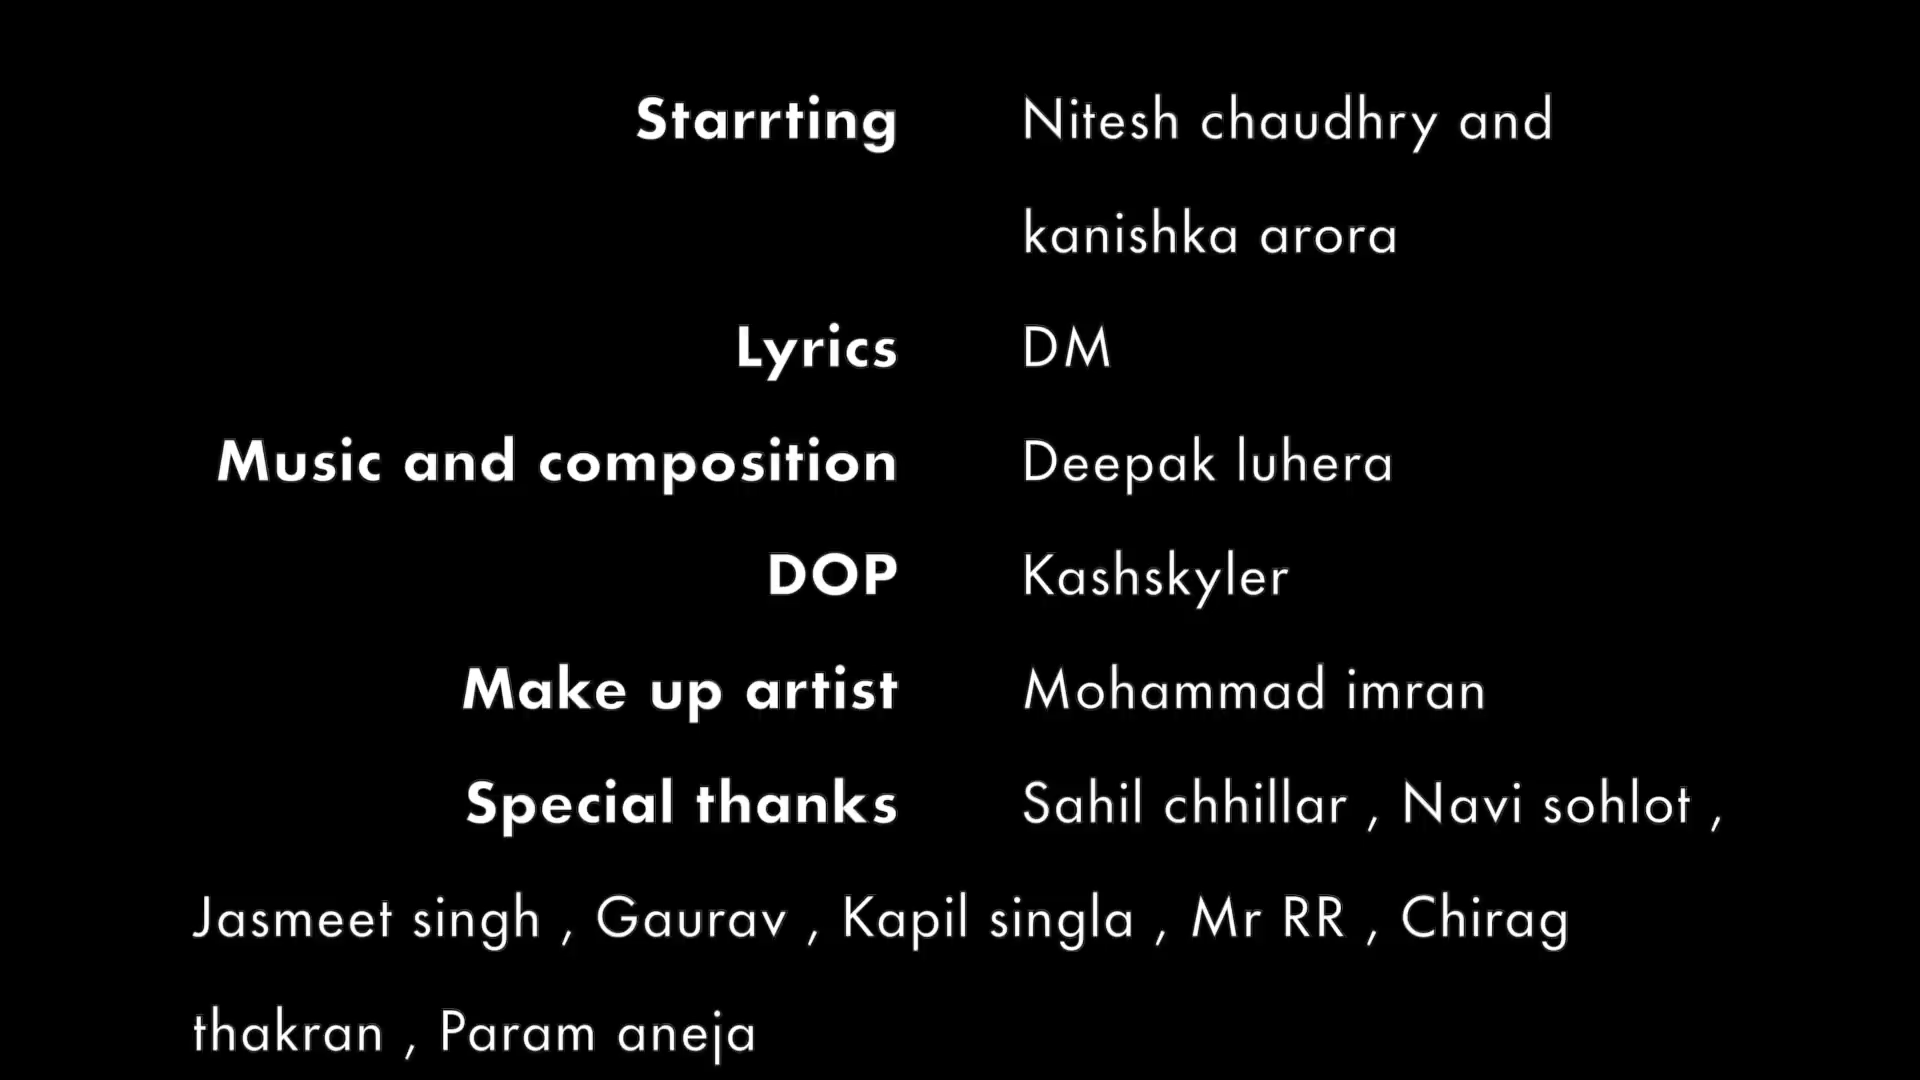 Starrting Nitesh chaudhry and
kanishka arora
Lyrics DM
Music and composition Deepak luhera
DOP Kashskyler
Make up artist Mohammad imran
Special thanks Sahil chhillar , Navi sohlot ,
Jasmeet singh , Gaurav , Kapil singla , Mr RR , Chirag
thakran , Param aneja